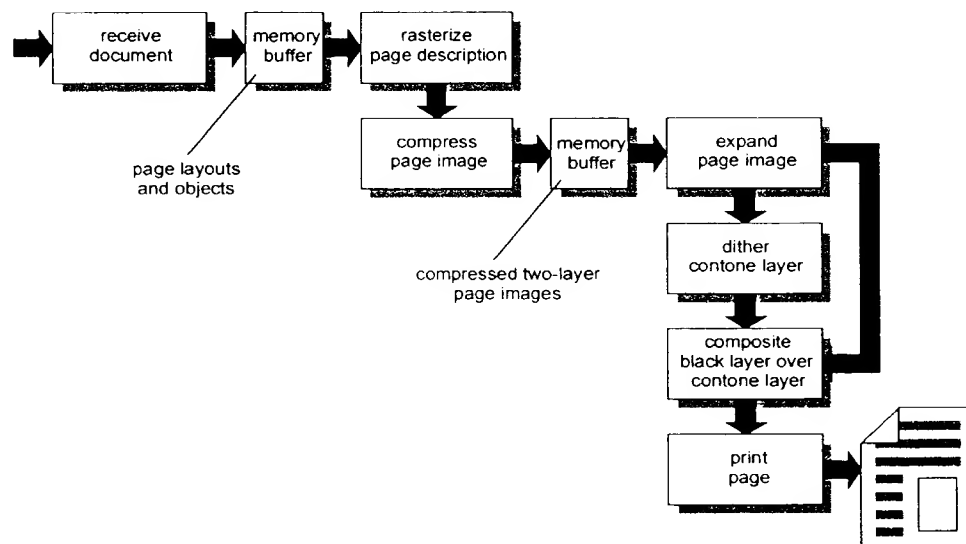 receive
document
memory
buffer
rasterize
page description
page layouts
and objects
compress
page image
memory
buffer
expand
page image
compressed two-layer
page images
dither
contone layer
composite
black layer over
contone layer
print
page